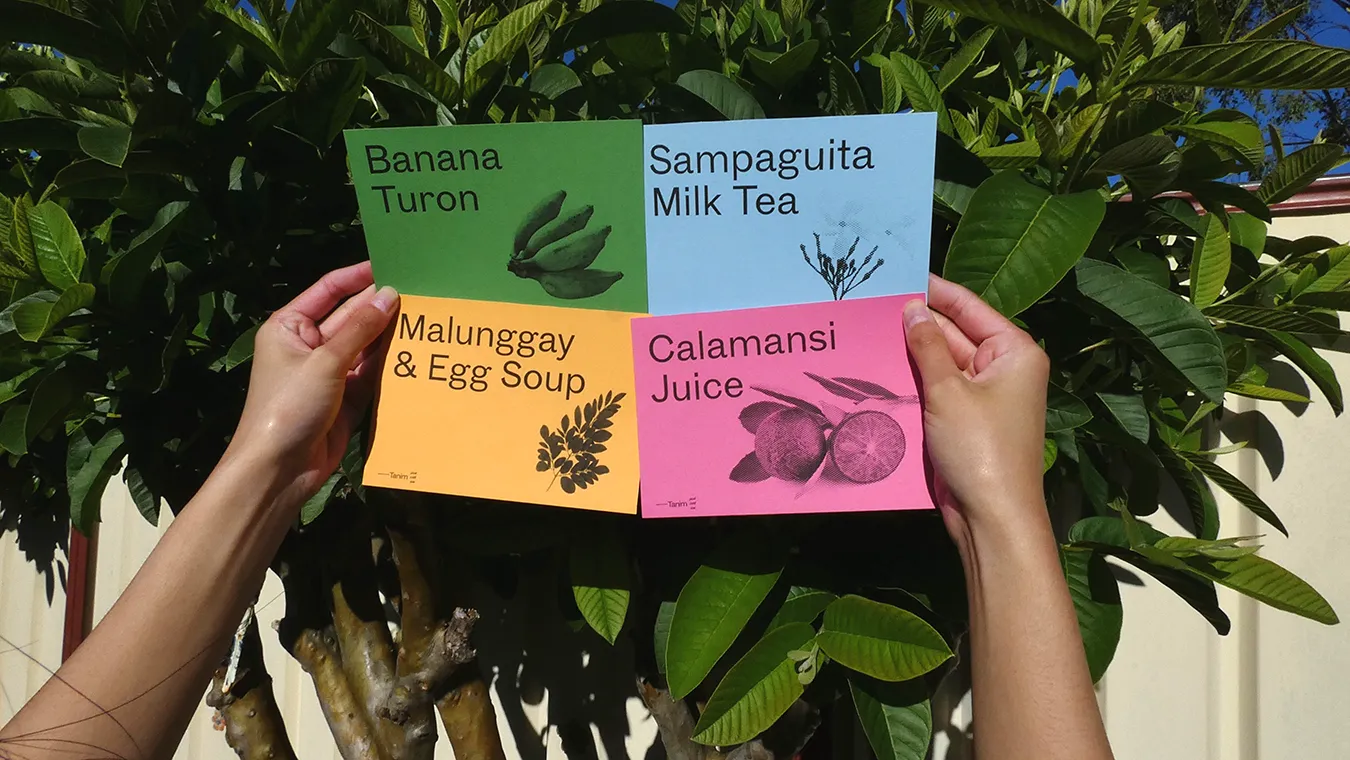 Banana
Turon
Sampaguita
Milk Tea
Malunggay
& Egg Soup
Tanim
Calamansi
Juice
Tanim